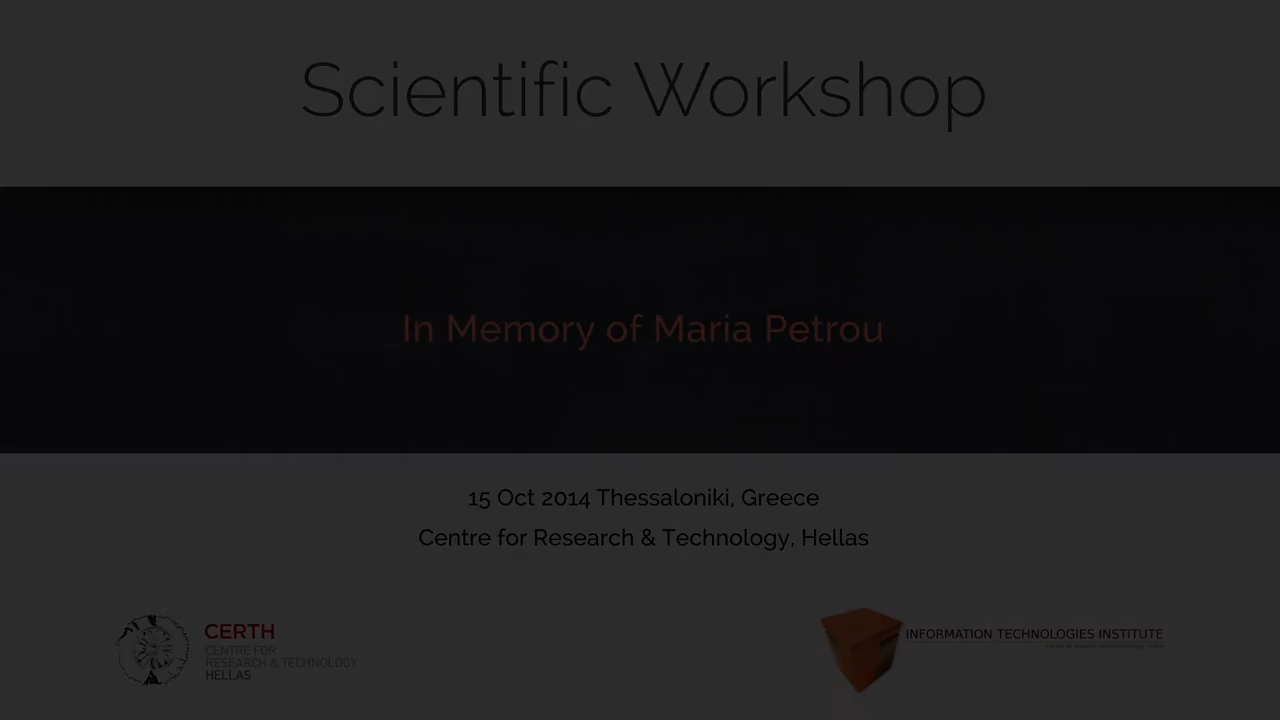 Scientific Workshop
In Memory of Maria Petrou
15 Oct 2014 Thessaloniki, Greece
Centre for Research & Technology, Hellas
CERTH
CENTRE FOR
RESEARCH & TECHNOLOGY
HELLAS
INFORMATION TECHNOLOGIES INSTITUTE